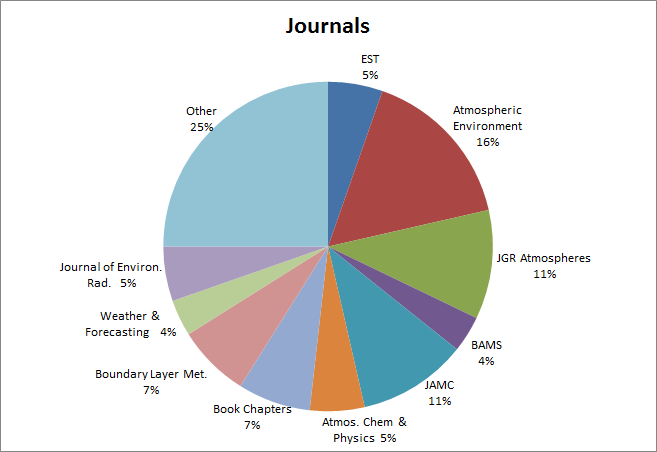 Journals
EST
5%
Atmospheric
Environment
16%
JGR Atmospheres
11%
BAMS
4%
JAMC
11%
Atmos. Chem &
Physics 5%
Book Chapters
7%
Boundary Layer Met.
7%
Weather &
Forecasting 4%
Journal of Environ.
Rad. 5%
Other
25%